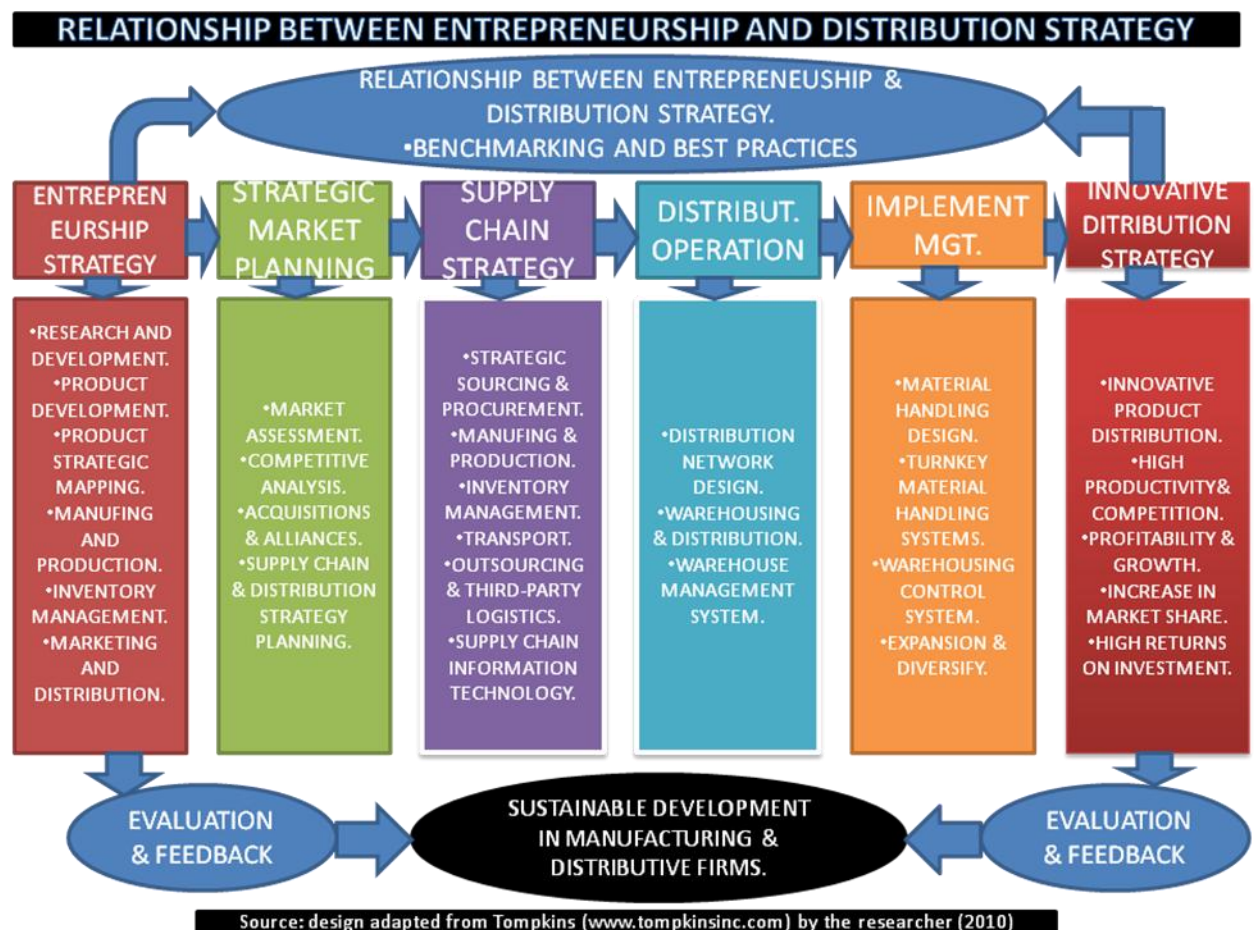 RELATIONSHIP BETWEEN ENTREPRENEURSHIP AND DISTRIBUTION STRATEGY
RELATIONSHIP BETWEEN ENTREPRENEUSHIP &
DISTRIBUTION STRATEGY.
•BENCHMARKING AND BEST PRACTICES
ENTREPREN
EURSHIP
STRATEGY
STRATEGIC
MARKET
PLANNING
SUPPLY
CHAIN
STRATEGY
DISTRIBUT.
OPERATION
IMPLEMENT
MGT.
INNOVATIVE
DITRIBUTION
STRATEGY
•RESEARCH AND
DEVELOPMENT.
•PRODUCT
DEVELOPMENT.
•PRODUCT
STRATEGIC
MAPPING.
•MANUFING
AND
PRODUCTION.
•INVENTORY
MANAGEMENT.
•MARKETING
AND
DISTRIBUTION.
•MARKET
ASSESSMENT.
•COMPETITIVE
ANALYSIS.
•ACQUISITIONS
& ALLIANCES.
•SUPPLY CHAIN
& DISTRIBUTION
STRATEGY
PLANNING.
•STRATEGIC
SOURCING &
PROCUREMENT.
•MANUFING &
PRODUCTION.
•INVENTORY
MANAGEMENT.
•TRANSPORT.
•OUTSOURCING
& THIRD-PARTY
LOGISTICS.
•SUPPLY CHAIN
INFORMATION
TECHNOLOGY.
•DISTRIBUTION
NETWORK
DESIGN.
•WAREHOUSING
& DISTRIBUTION.
•WAREHOUSE
MANAGEMENT
SYSTEM.
•MATERIAL
HANDLING
DESIGN.
•TURNKEY
MATERIAL
HANDLING
SYSTEMS.
•WAREHOUSING
CONTROL
SYSTEM.
•EXPANSION &
DIVERSIFY.
•INNOVATIVE
PRODUCT
DISTRIBUTION.
•HIGH
PRODUCTIVITY&
COMPETITION.
•PROFITABILITY &
GROWTH.
•INCREASE IN
MARKET SHARE.
•HIGH RETURNS
ON INVESTMENT.
EVALUATION
& FEEDBACK
SUSTAINABLE DEVELOPMENT
IN MANUFACTURING &
DISTRIBUTIVE FIRMS.
EVALUATION
& FEEDBACK
Source: design adapted from Tompkins (www.tompkinsinc.com) by the researcher (2010)